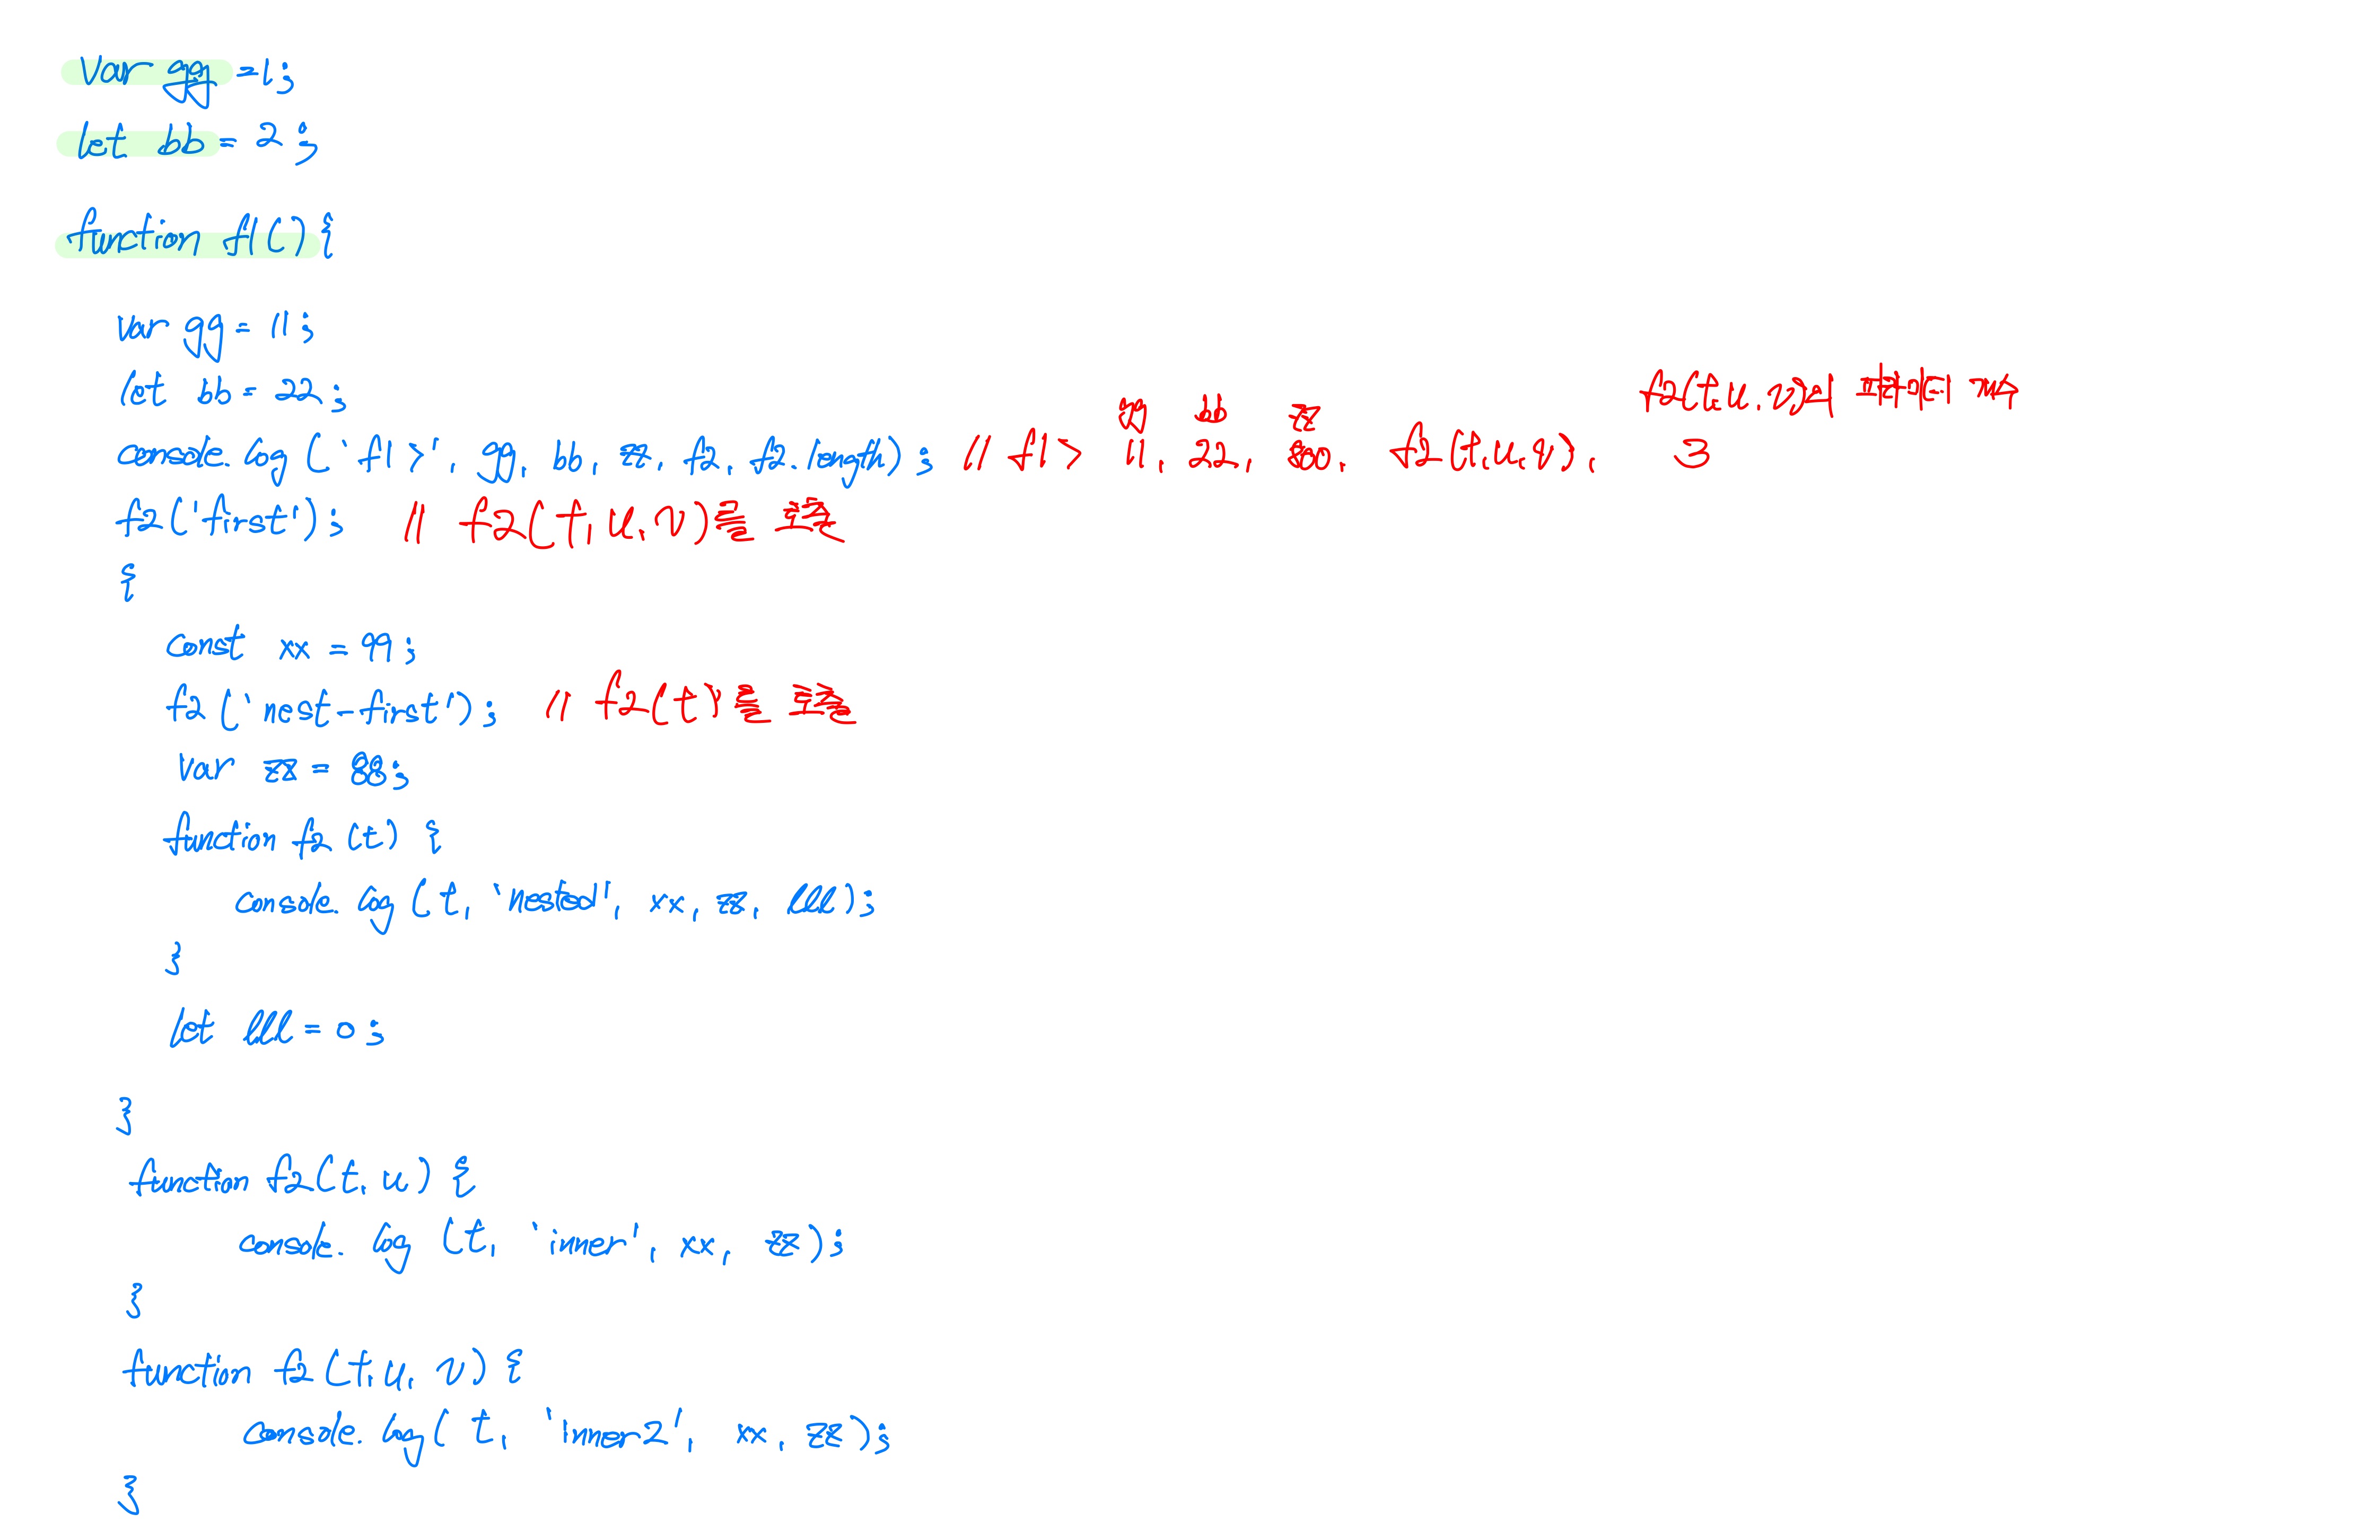 var gg =1;
let bb = 2;
function f1(){
var gg = 11;
let bb = 22;
f2(t,u,v)의 파라미터 개수
gg bb zz
console.log('f1>', gg, bb, zz, f2, f2.length); // f1> 11, 22, f2(t,u,v), 3
f2('first'); // f2(t,u,v)를 호출
{
const xx = 99;
f2('nest-first'); // f2(t)를 호출
var zz = 88;
function f2 (t) {
console.log (t, 'nested', xx, zz, lll);
}
let lll = 0;
}
function f2(t, u) {
console.log (t, 'inner', xx, zz);
}
function f2 (t, u, v) {
console.log( t, 'inner2', xx, zz);
}